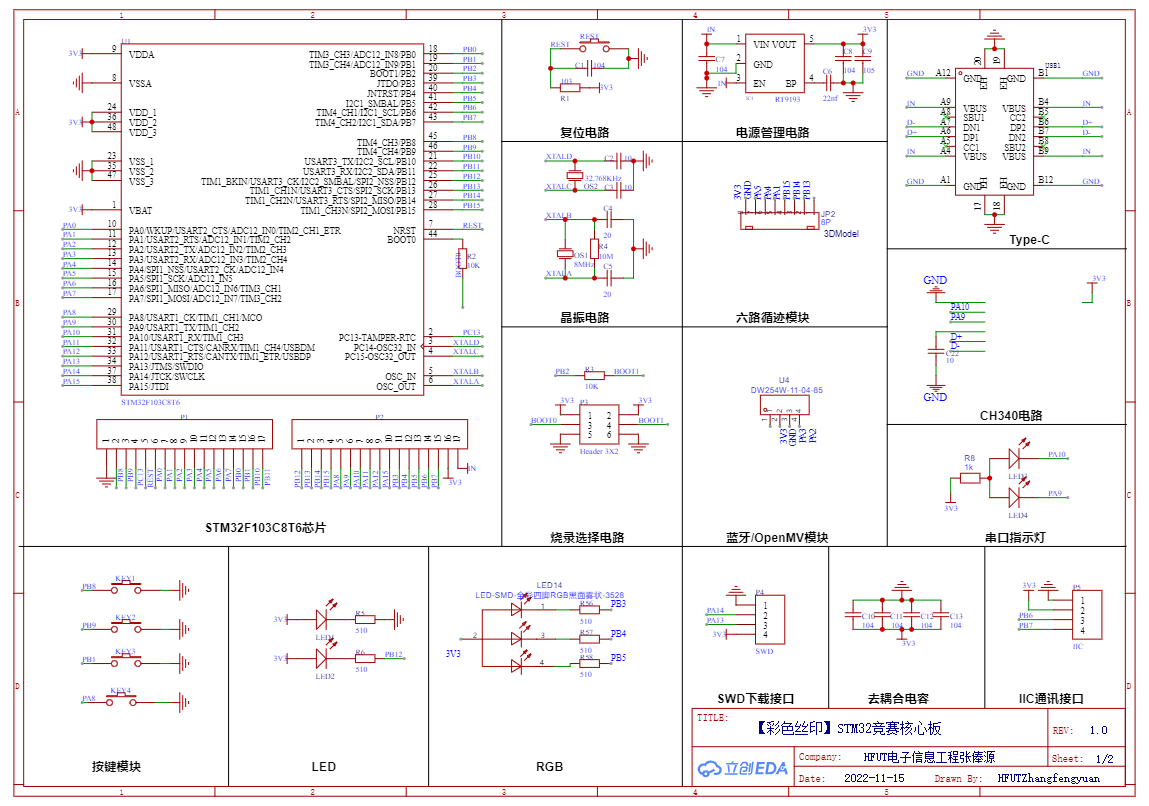 1 2 3 4 5
A
B
C
D
U1
3V3 9 VDDA
8 VSSA
24 VDD_1
3V3 36 VDD_2
48 VDD_3
23 VSS_1
35 VSS_2
47 VSS_3
3V3 1 VBAT
PA0 10 PA0/WKUP/USART2_CTS/ADC12_IN0/TIM2_CH1_ETR
PA1 11 PA1/USART2_RTS/ADC12_IN1/TIM2_CH2
PA2 12 PA2/USART2_TX/ADC12_IN2/TIM2_CH3
PA3 13 PA3/USART2_RX/ADC12_IN3/TIM2_CH4
PA4 14 PA4/SPI1_NSS/USART2_CK/ADC12_IN4
PA5 15 PA5/SPI1_SCK/ADC12_IN5
PA6 16 PA6/SPI1_MISO/ADC12_IN6/TIM3_CH1
PA7 17 PA7/SPI1_MOSI/ADC12_IN7/TIM3_CH2
PA8 29 PA8/USART1_CK/TIM1_CH1/MCO
PA9 30 PA9/USART1_TX/TIM1_CH2
PA10 31 PA10/USART1_RX/TIM1_CH3
PA11 32 PA11/USART1_CTS/CANRX/TIM1_CH4/USBDM
PA12 33 PA12/USART1_RTS/CANTX/TIM1_ETR/USBDP
PA13 34 PA13/JTMS/SWDIO
PA14 37 PA14/JTCK/SWCLK
PA15 38 PA15/JTDI
TIM3_CH3/ADC12_IN8/PB0 18 PB0
TIM3_CH4/ADC12_IN9/PB1 19 PB1
BOOT1/PB2 20 PB2
JTDO/PB3 39 PB3
JNTRST/PB4 40 PB4
I2C1_SMBAL/PB5 41 PB5
TIM4_CH1/I2C1_SCL/PB6 42 PB6
TIM4_CH2/I2C1_SDA/PB7 43 PB7
TIM4_CH3/PB8 45 PB8
TIM4_CH4/PB9 46 PB9
USART3_TX/I2C2_SCL/PB10 21 PB10
USART3_RX/I2C2_SDA/PB11 22 PB11
TIM1_BKIN/USART3_CK/I2C2_SMBAL/SPI2_NSS/PB12 25 PB12
TIM1_CH1N/USART3_CTS/SPI2_SCK/PB13 26 PB13
TIM1_CH2N/USART3_RTS/SPI2_MISO/PB14 27 PB14
TIM1_CH3N/SPI2_MOSI/PB15 28 PB15
NRST 7 REST
BOOT0 44
BOOT0 R2
10K
PC13-TAMPER-RTC 2 PC13
PC14-OSC32_IN 3 XTALD
PC15-OSC32_OUT 4 XTALC
OSC_IN 5 XTALB
OSC_OUT 6 XTALA
STM32F103C8T6
P1
1 2 3 4 5 6 7 8 9 10 11 12 13 14 15 16 17
PB8 PB9 PC13 REST PA0 PA1 PA2 PA3 PA4 PA5 PA6 PA7 PB0 PB1 PB10 PB11
P2
1 2 3 4 5 6 7 8 9 10 11 12 13 14 15 16 17
PB12 PB13 PB14 PB15 PA8 PA9 PA10 PA11 PA12 PA15 PB3 PB4 PB5 PB6 PB7 3V3 IN
STM32F103C8T6芯片
REST
REST
C1 104
103 3V3
R1
复位电路
IN 1 VIN VOUT 5 3V3
C7 2 GND C8 C9
104 104 105
IN 3 EN BP 4 C6
RT9193 22nf
电源管理电路
GND A12 GND EH 20 19 EH GND B1 GND
USB1
IN A9 VBUS VBUS B4 IN
A8 SBU1 CC2 B5
D- A7 DN1 DP2 B6 D+
D+ A6 DP1 DN2 B7 D-
A5 CC1 SBU2 B8
IN A4 VBUS VBUS B9 IN
GND A1 GND EH EH GND B12 GND
17 18
Type-C
XTALD C2 10
32.768KHz
OS2
XTALC C3 10
XTALB C4
20
R4
OS1 10M
8MHz
XTALA C5
20
晶振电路
3V3 GND PA5 PA4 PA1 PB15 PB14 PB13
JP2
8P
3DModel
六路循迹模块
GND 3V3
PA10
PA9
D+
D-
C22
10
GND
CH340电路
PB2 R3 BOOT1
10K
3V3 P3 3V3
BOOT0 1 2 BOOT1
3 4
5 6
Header 3X2
烧录选择电路
U4
DW254W-11-04-85
1 2 3 4
3V3 GND PA3 PA2
蓝牙/OpenMV模块
R8
1k
PA10
LED3
PA9
LED4
3V3
串口指示灯
PB8 KEY1
PB9 KEY2
PB1 KEY3
PA8 KEY4
按键模块
3V3 LED1 R5
510
3V3 LED2 R6 PB12
510
LED
LED14
LED-SMD-全彩四脚RGB黑面雾状-3528
1 R56 PB3
510
2 3 R57 PB4
510
3V3 4 R58 PB5
510
RGB
P4
1
PA14 2
PA13 3
3V3 4
SWD
SWD下载接口
C10 C11 C12 C13
104 104 104 104
3V3
去耦合电容
3V3 P5
1
2
PB6 3
PB7 4
IIC
IIC通讯接口
TITLE:
【彩色丝印】STM32竞赛核心板
REV: 1.0
立创EDA
Company: HFUT电子信息工程张俸源
Sheet: 1/2
Date: 2022-11-15 Drawn By: HFUTZhangfengyuan